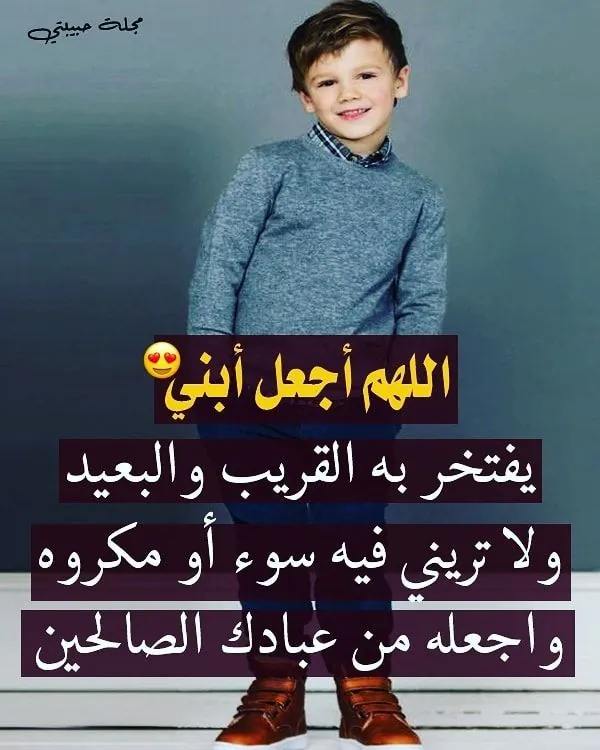 مجلة حبيبتي
اللهم أجعل أبني😍
يفتخر به القريب والبعيد
ولا تريني فيه سوء أو مكروه
واجعله من عبادك الصالحين